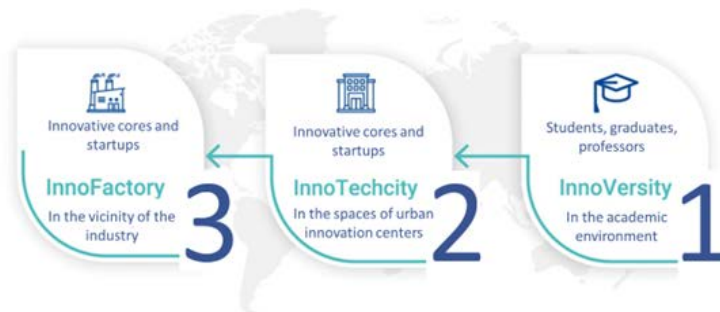 Students, graduates,
professors
InnoVersity
In the academic
environment
1
Innovative cores and
startups
InnoTechcity
In the spaces of urban
innovation centers
2
Innovative cores and
startups
InnoFactory
In the vicinity of the
industry
3